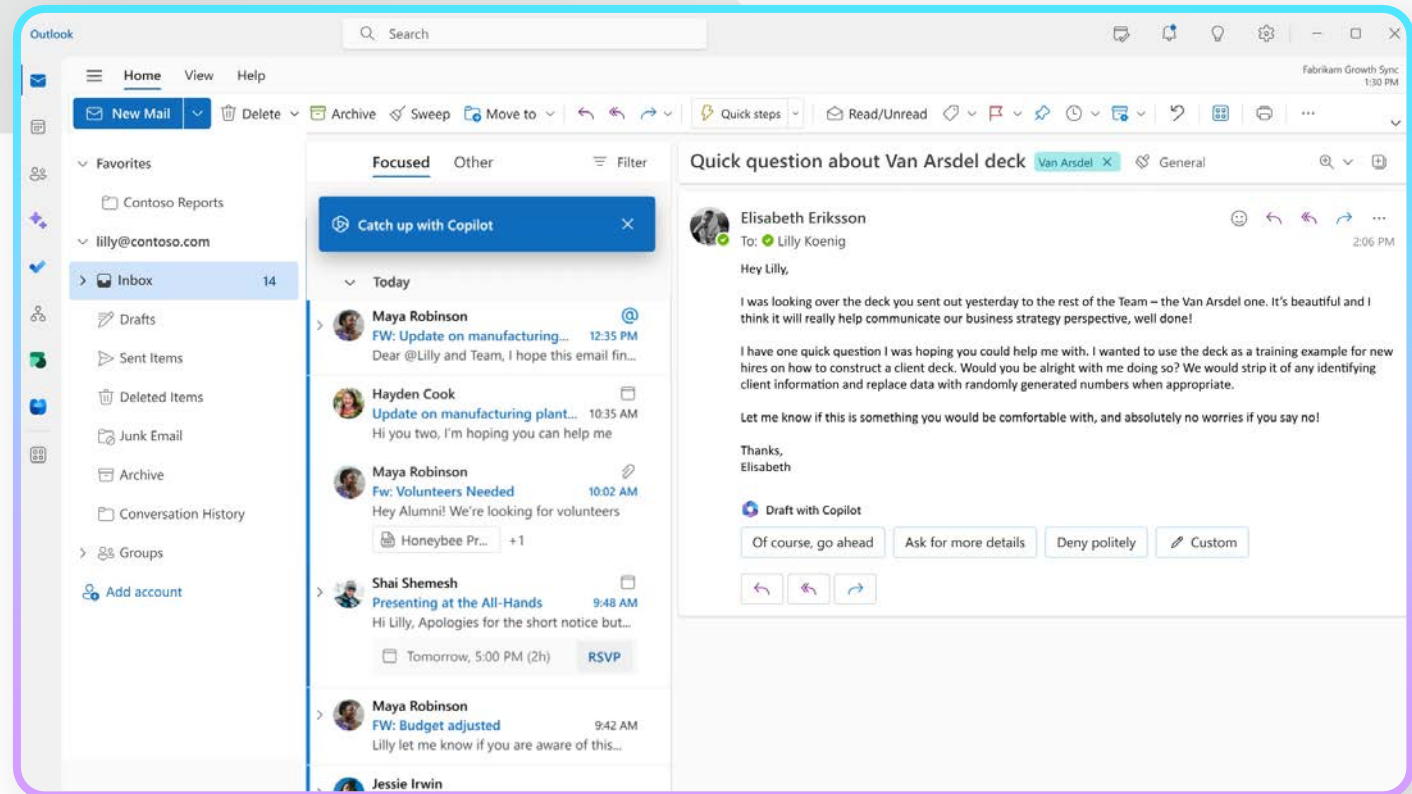 Outlook
Search
Fabrikam Growth Sync
1:30 PM
Home View Help
New Mail Delete Archive Sweep Move to Quick steps Read/Unread
Favorites
Contoso Reports
lilly@contoso.com
Inbox 14
Drafts
Sent Items
Deleted Items
Junk Email
Archive
Conversation History
Groups
Add account
Focused Other Filter
Catch up with Copilot
Today
Maya Robinson
FW: Update on manufacturing... 12:35 PM
Dear @Lilly and Team, I hope this email fin...
Hayden Cook
Update on manufacturing plant... 10:35 AM
Hi you two, I'm hoping you can help me
Maya Robinson
Fw: Volunteers Needed 10:02 AM
Hey Alumni! We're looking for volunteers
Honeybee Pr... +1
Shai Shemesh
Presenting at the All-Hands 9:48 AM
Hi Lilly, Apologies for the short notice but...
Tomorrow, 5:00 PM (2h) RSVP
Maya Robinson
FW: Budget adjusted 9:42 AM
Lilly let me know if you are aware of this...
Jessie Irwin
Quick question about Van Arsdel deck Van Arsdel General
Elisabeth Eriksson
To: Lilly Koenig 2:06 PM
Hey Lilly,
I was looking over the deck you sent out yesterday to the rest of the Team – the Van Arsdel one. It's beautiful and I
think it will really help communicate our business strategy perspective, well done!
I have one quick question I was hoping you could help me with. I wanted to use the deck as a training example for new
hires on how to construct a client deck. Would you be alright with me doing so? We would strip it of any identifying
client information and replace data with randomly generated numbers when appropriate.
Let me know if this is something you would be comfortable with, and absolutely no worries if you say no!
Thanks,
Elisabeth
Draft with Copilot
Of course, go ahead Ask for more details Deny politely Custom